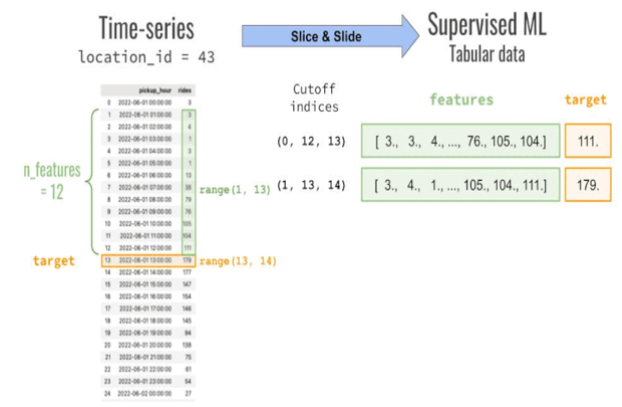 Time-series
location_id = 43
Slice & Slide
Supervised ML
Tabular data
pickup_hour rides
0 2022-06-01 00:00:00 3
1 2022-06-01 01:00:00 3
2 2022-06-01 02:00:00 4
3 2022-06-01 03:00:00 1
4 2022-06-01 04:00:00 3
5 2022-06-01 05:00:00 1
6 2022-06-01 06:00:00 13
7 2022-06-01 07:00:00
8 2022-06-01 08:00:00 79
9 2022-06-01 09:00:00 76
10 2022-06-01 10:00:00 105
11 2022-06-01 11:00:00 104
12 2022-06-01 12:00:00 111
13 2022-06-01 13:00:00 179
14 2022-06-01 14:00:00 177
15 2022-06-01 15:00:00 147
16 2022-06-01 16:00:00 154
17 2022-06-01 17:00:00 146
18 2022-06-01 18:00:00 145
19 2022-06-01 19:00:00 94
20 2022-06-01 20:00:00 138
21 2022-06-01 21:00:00 75
22 2022-06-01 22:00:00 61
23 2022-06-01 23:00:00 54
24 2022-06-02 00:00:00 27
n_features
= 12
target
range(1, 13)
range(13, 14)
Cutoff
indices
features
target
(0, 12, 13)
[ 3., 3., 4., ..., 76., 105., 104.]
111.
(1, 13, 14)
[ 3., 4., 1., ..., 105., 104., 111.]
179.